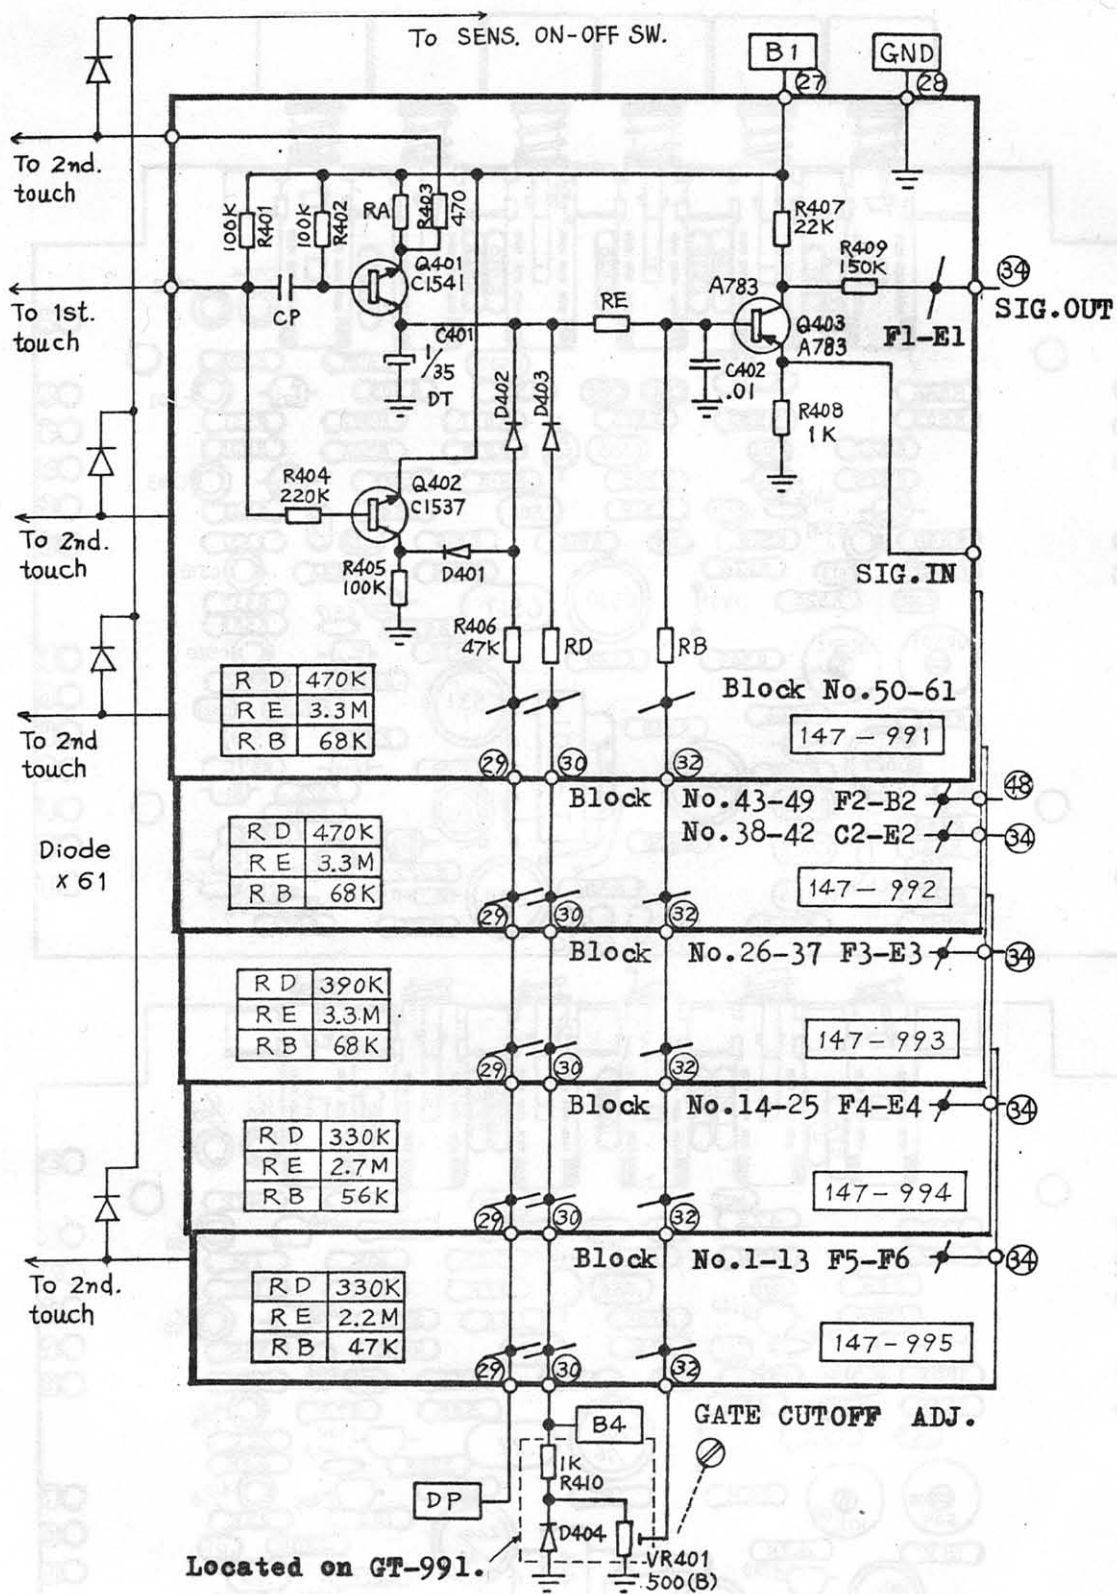 To SENS. ON-OFF SW.
B1
GND
27
28
To 2nd.
touch
100K
R401
100K
R402
RA
R403
470
R407
22K
R409
150K
34
SIG.OUT
Q401
C1541
A783
RE
CP
To 1st.
touch
Q403
A783
F1-E1
C401
1/35
DT
D402
D403
C402
.01
R408
1K
R404
220K
Q402
C1537
To 2nd.
touch
R405
100K
D401
SIG.IN
R406
47K
RD
RB
RD 470K
RE 3.3M
RB 68K
Block No.50-61
147-991
To 2nd
touch
29
30
32
Block No.43-49 F2-B2
48
No.38-42 C2-E2
34
Diode
x 61
RD 470K
RE 3.3M
RB 68K
147-992
29
30
32
Block No.26-37 F3-E3
34
RD 390K
RE 3.3M
RB 68K
147-993
29
30
32
Block No.14-25 F4-E4
34
RD 330K
RE 2.7M
RB 56K
147-994
29
30
32
Block No.1-13 F5-F6
34
To 2nd.
touch
RD 330K
RE 2.2M
RB 47K
147-995
29
30
32
GATE CUTOFF ADJ.
B4
1K
R410
DP
D404
Located on GT-991.
VR401
500(B)